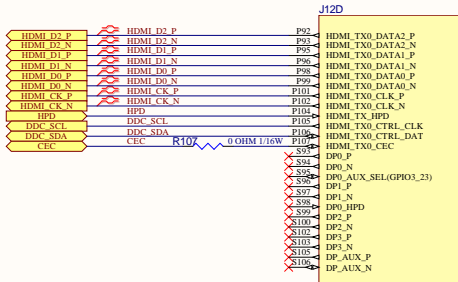 J12D
HDMI_D2_P HDMI_D2_P P92 HDMI_TX0_DATA2_P
HDMI_D2_N HDMI_D2_N P93 HDMI_TX0_DATA2_N
HDMI_D1_P HDMI_D1_P P95 HDMI_TX0_DATA1_P
HDMI_D1_N HDMI_D1_N P96 HDMI_TX0_DATA1_N
HDMI_D0_P HDMI_D0_P P98 HDMI_TX0_DATA0_P
HDMI_D0_N HDMI_D0_N P99 HDMI_TX0_DATA0_N
HDMI_CK_P HDMI_CK_P P101 HDMI_TX0_CLK_P
HDMI_CK_N HDMI_CK_N P102 HDMI_TX0_CLK_N
HPD HPD P104 HDMI_TX_HPD
DDC_SCL DDC_SCL P105 HDMI_TX0_CTRL_CLK
DDC_SDA DDC_SDA P106 HDMI_TX0_CTRL_DAT
CEC CEC R107 0 OHM 1/16W P107 HDMI_TX0_CEC
S93 DP0_P
S94 DP0_N
S95 DP0_AUX_SEL(GPIO3_23)
S96 DP1_P
S97 DP1_N
S98 DP0_HPD
S99 DP2_P
S100 DP2_N
S102 DP3_P
S103 DP3_N
S105 DP_AUX_P
S106 DP_AUX_N